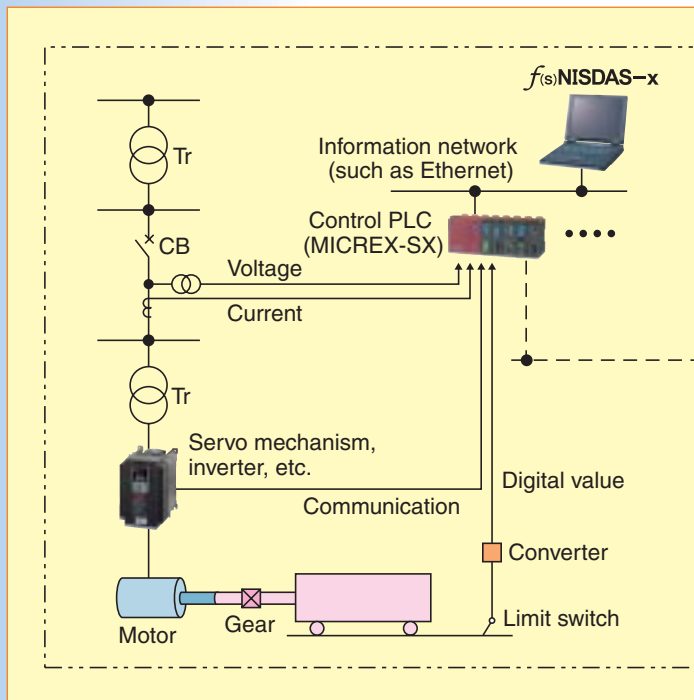 f(s)NISDAS-x
Tr
Information network
(such as Ethernet)
Control PLC
(MICREX-SX)
CB
Voltage
Current
Tr
Servo mechanism,
inverter, etc.
Communication
Digital value
Converter
Motor
Gear
Limit switch